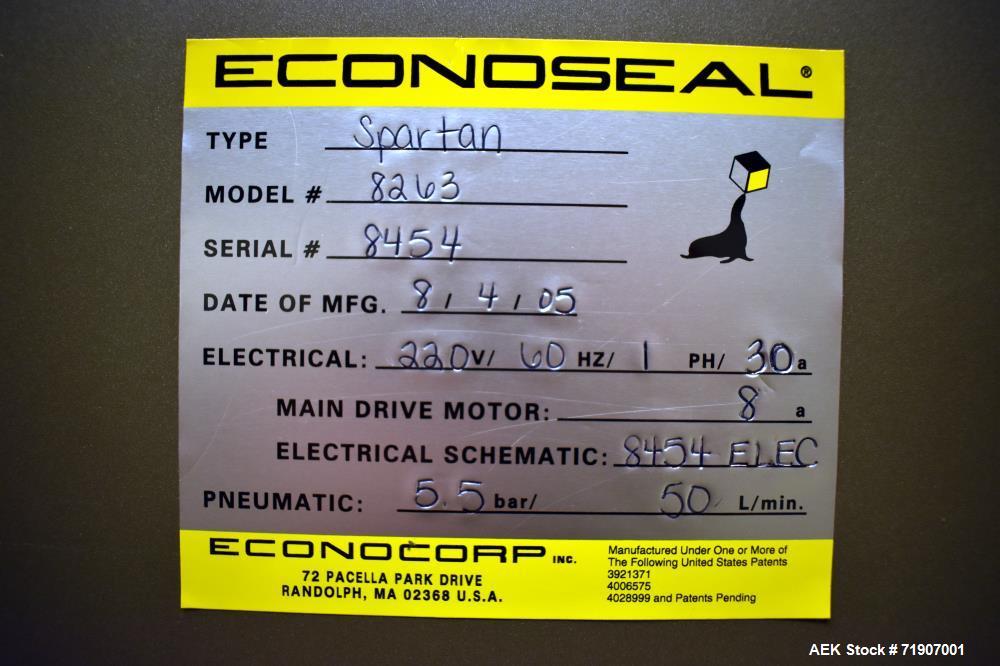 ECONOSEAL®
TYPE Spartan
MODEL # 8263
SERIAL # 8454
DATE OF MFG. 8 / 4 / 05
ELECTRICAL: 220V/ 60 HZ/ 1 PH/ 30a
MAIN DRIVE MOTOR: 8 a
ELECTRICAL SCHEMATIC: 8454 ELEC
PNEUMATIC: 5.5 bar/ 50 L/min.
ECONOCORP INC.
72 PACELLA PARK DRIVE
RANDOLPH, MA 02368 U.S.A.
Manufactured Under One or More of
The Following United States Patents
3921371
4006575
4028999 and Patents Pending
AEK Stock # 71907001